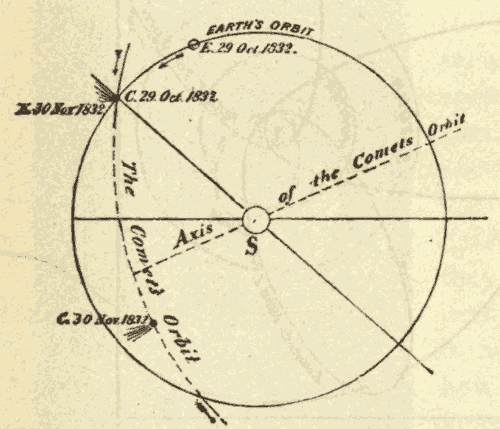 EARTH'S ORBIT
E. 29 Oct. 1832.
C. 29. Oct. 1832
E. 30 Nov 1832
of the Comets Orbit
The Comets Orbit
Axis
S
C. 30 Nov. 1832